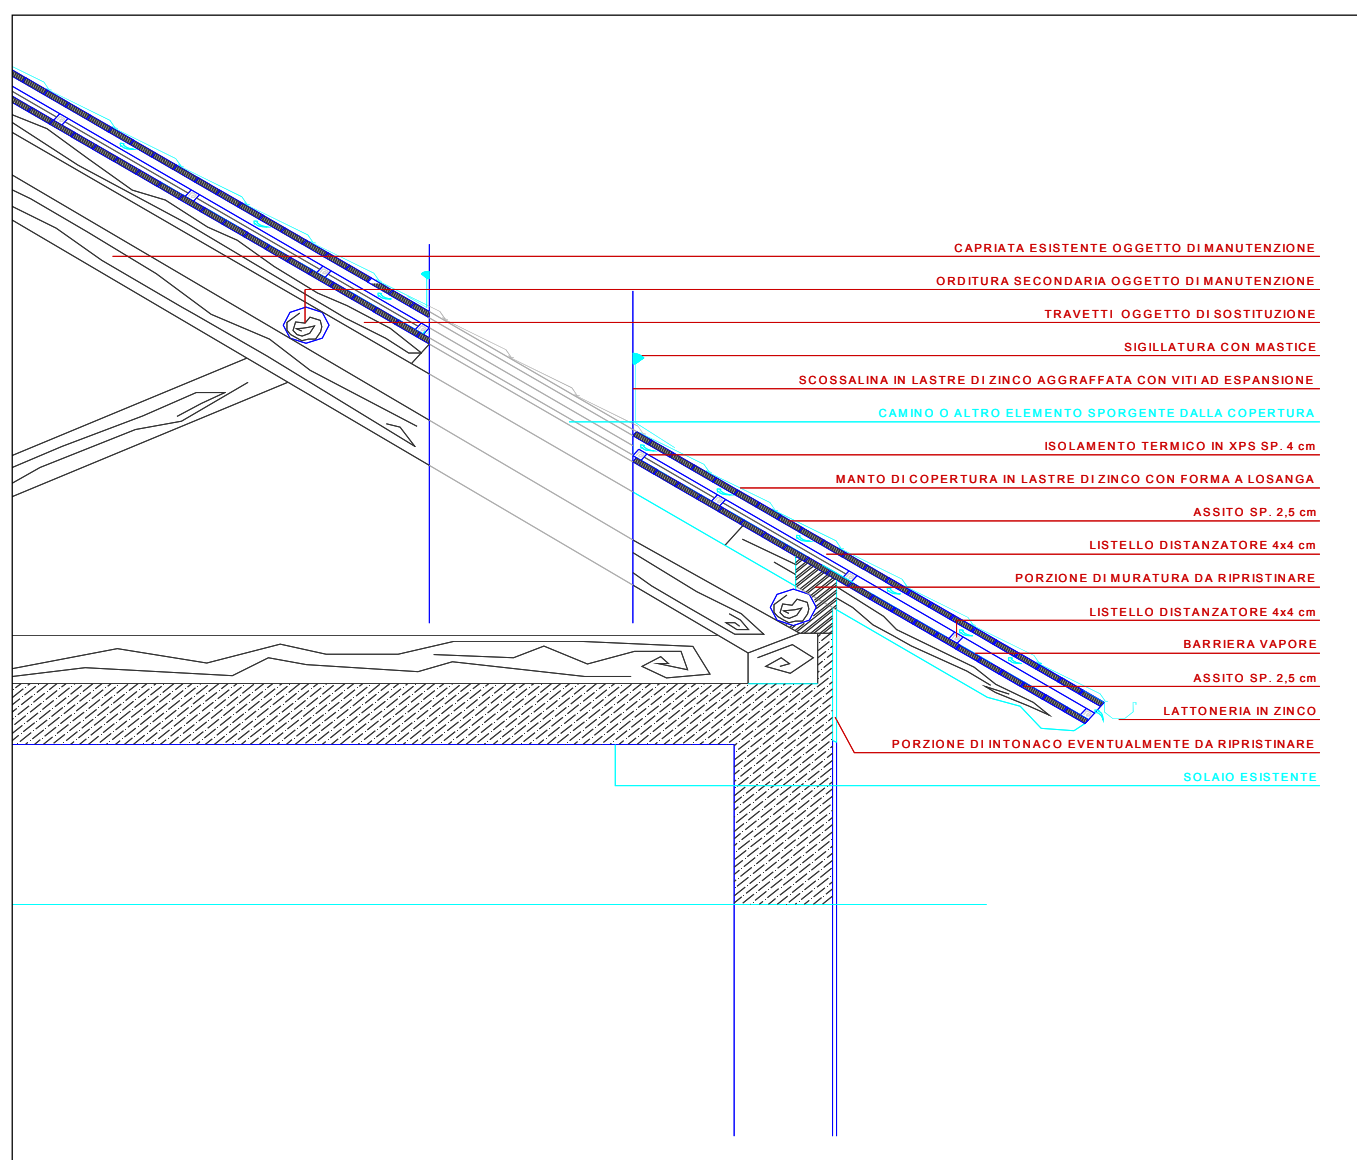 CAPRIATA ESISTENTE OGGETTO DI MANUTENZIONE
ORDITURA SECONDARIA OGGETTO DI MANUTENZIONE
TRAVETTI OGGETTO DI SOSTITUZIONE
SIGILLATURA CON MASTICE
SCOSSALINA IN LASTRE DI ZINCO AGGRAFFATA CON VITI AD ESPANSIONE
CAMINO O ALTRO ELEMENTO SPORGENTE DALLA COPERTURA
ISOLAMENTO TERMICO IN XPS SP. 4 cm
MANTO DI COPERTURA IN LASTRE DI ZINCO CON FORMA A LOSANGA
ASSITO SP. 2,5 cm
LISTELLO DISTANZATORE 4x4 cm
PORZIONE DI MURATURA DA RIPRISTINARE
LISTELLO DISTANZATORE 4x4 cm
BARRIERA VAPORE
ASSITO SP. 2,5 cm
LATTONERIA IN ZINCO
PORZIONE DI INTONACO EVENTUALMENTE DA RIPRISTINARE
SOLAIO ESISTENTE